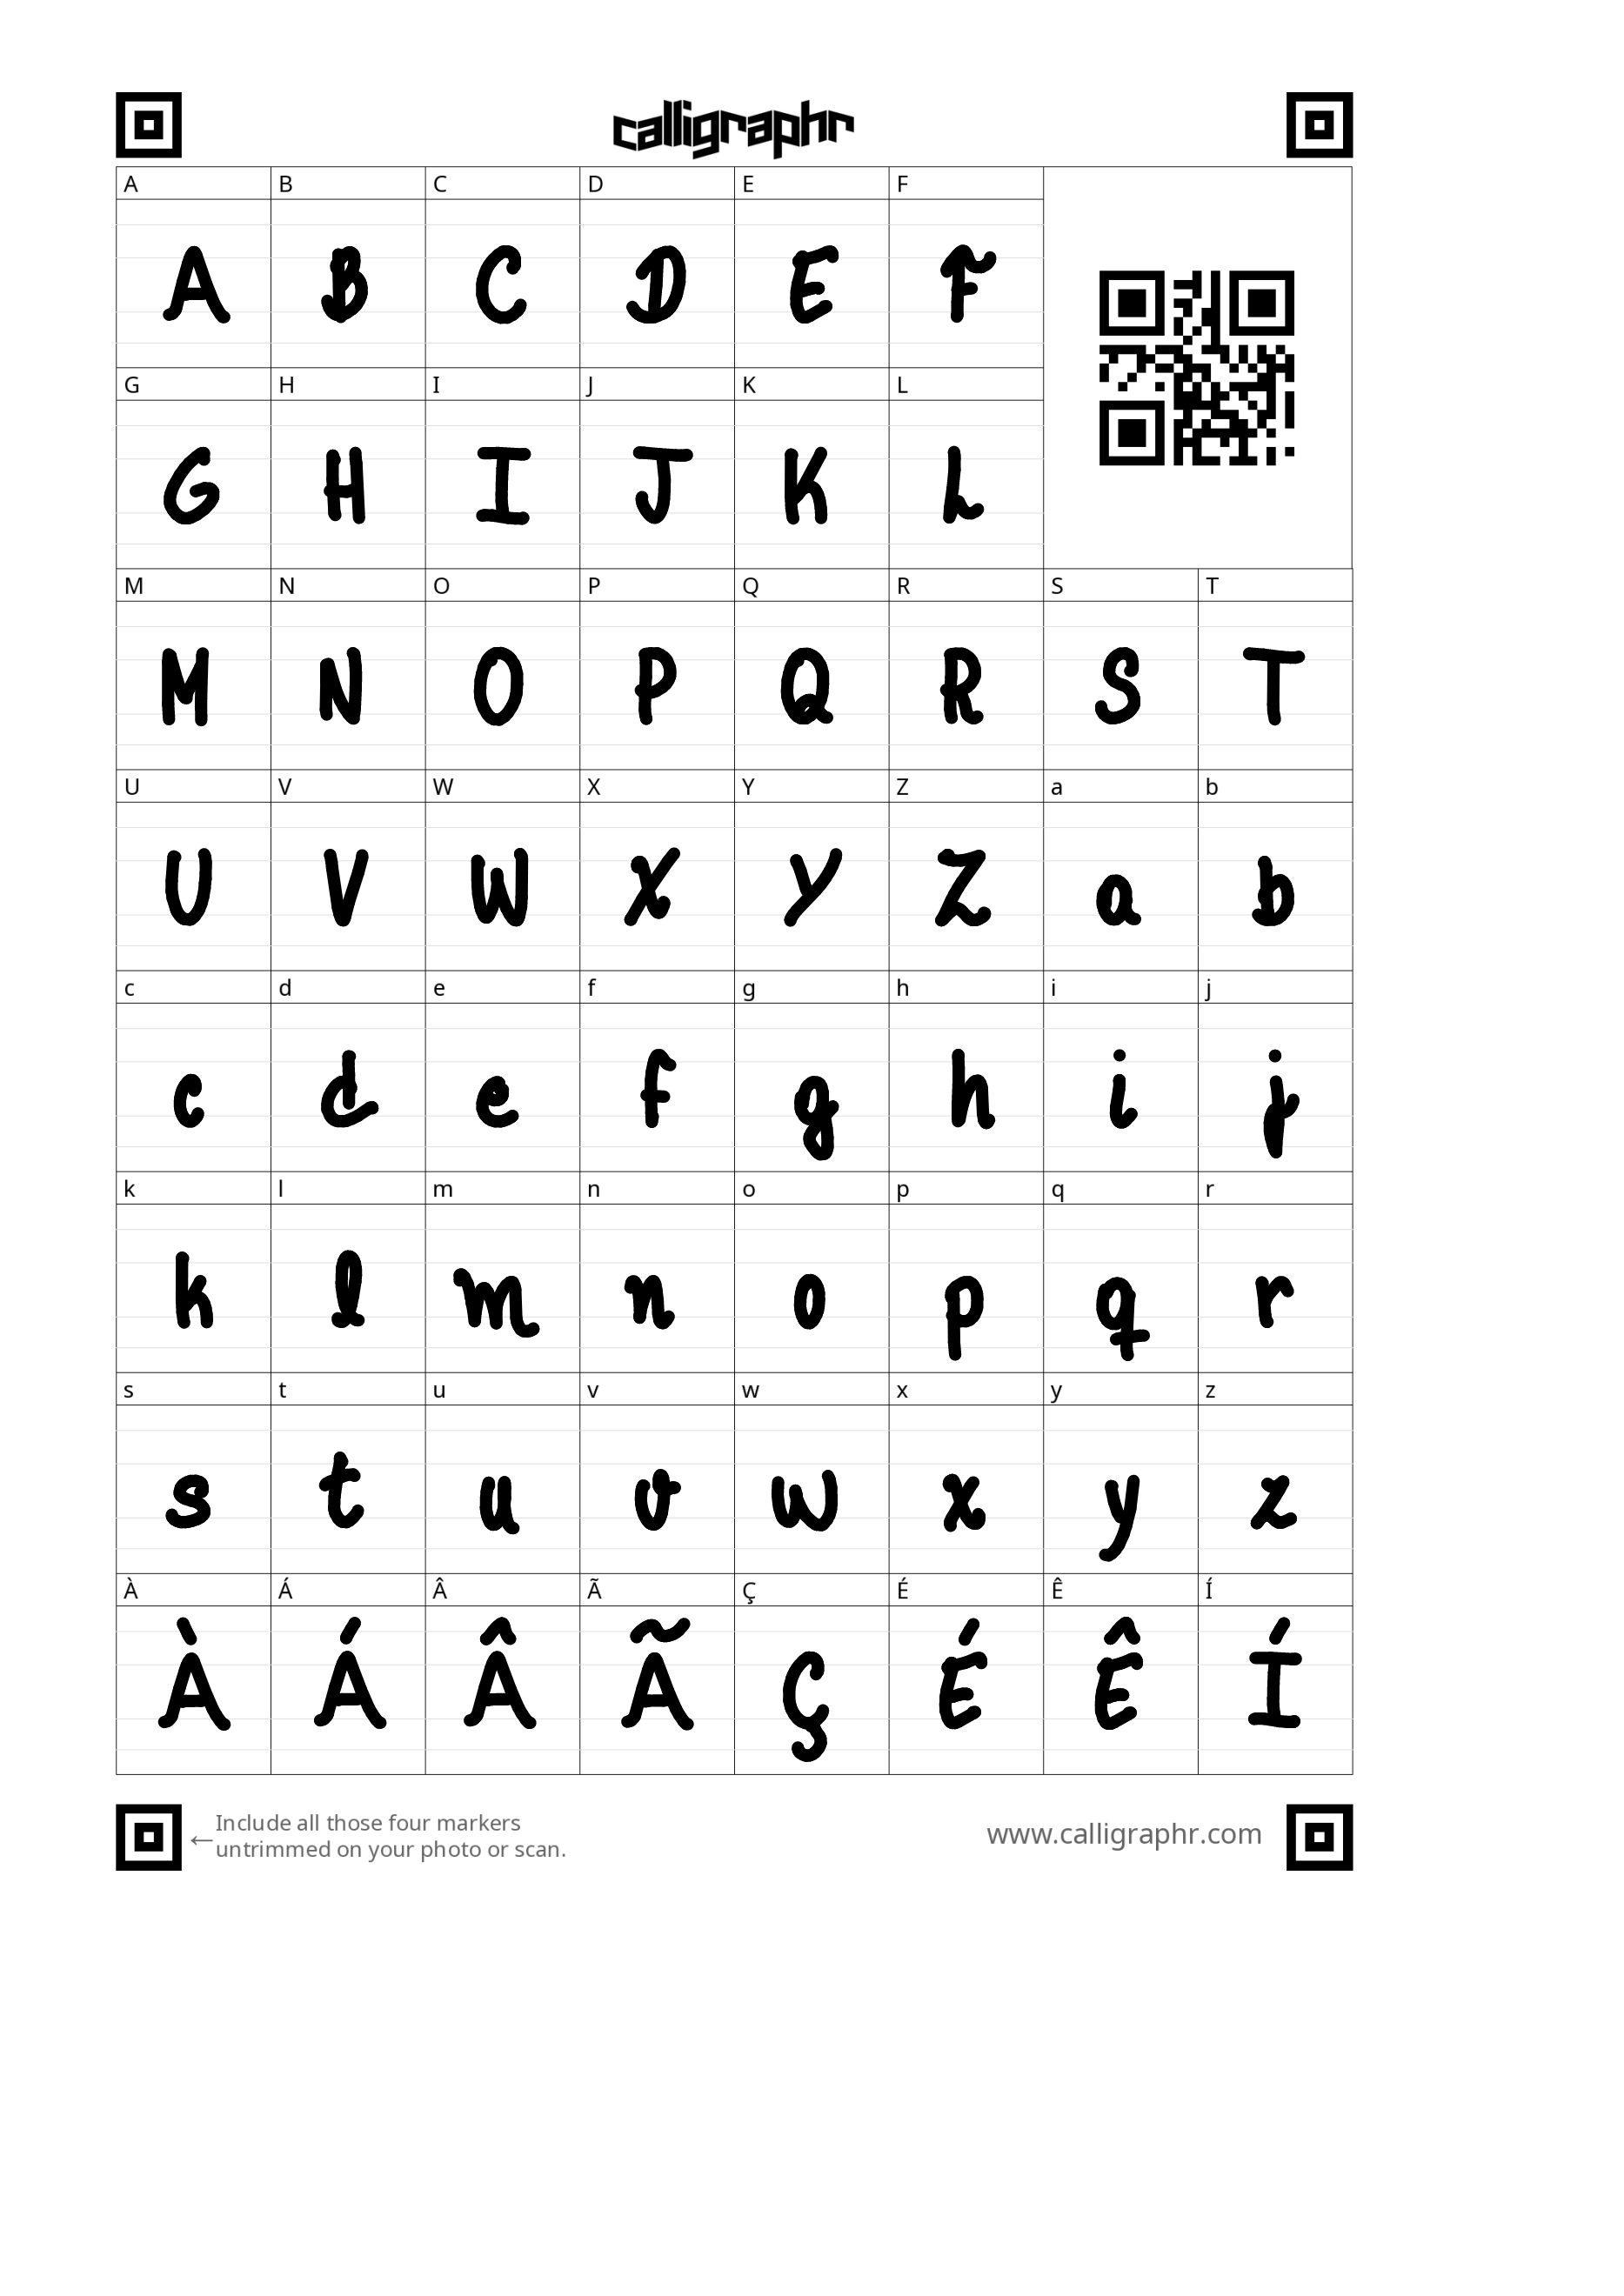 calligraphr
A B C D E F
A B C D E F
G H I J K L
G H I J K L
M N O P Q R S T
M N O P Q R S T
U V W X Y Z a b
U V W X Y Z a b
c d e f g h i j
c d e f g h i j
k l m n o p q r
k l m n o p q r
s t u v w x y z
s t u v w x y z
À Á Â Ã Ç É Ê Í
À Á Â Ã Ç É Ê Í
←Include all those four markers
untrimmed on your photo or scan.
www.calligraphr.com